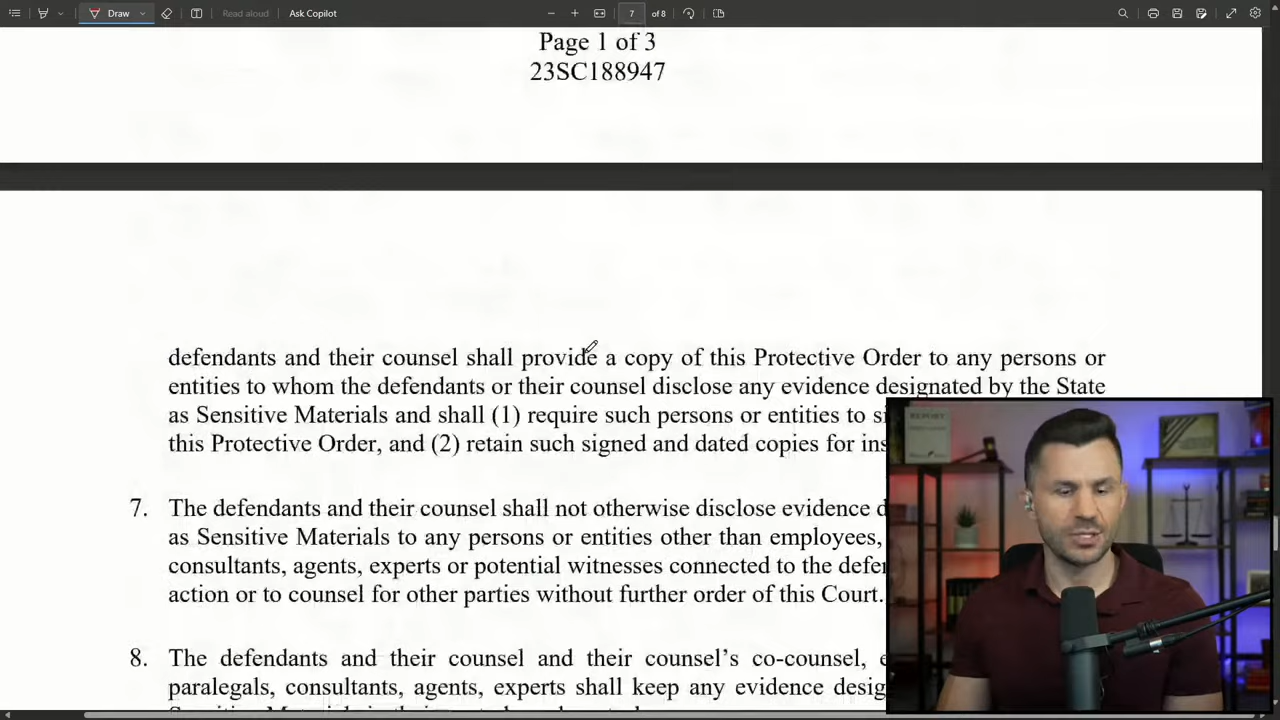 Draw
Read aloud
Ask Copilot
7 of 8
Page 1 of 3
23SC188947
defendants and their counsel shall provide a copy of this Protective Order to any persons or
entities to whom the defendants or their counsel disclose any evidence designated by the State
as Sensitive Materials and shall (1) require such persons or entities to
this Protective Order, and (2) retain such signed and dated copies for
7. The defendants and their counsel shall not otherwise disclose evidence
as Sensitive Materials to any persons or entities other than employees,
consultants, agents, experts or potential witnesses connected to the
action or to counsel for other parties without further order of this Court.
8. The defendants and their counsel and their counsel's co-counsel,
paralegals, consultants, agents, experts shall keep any evidence
REPORT